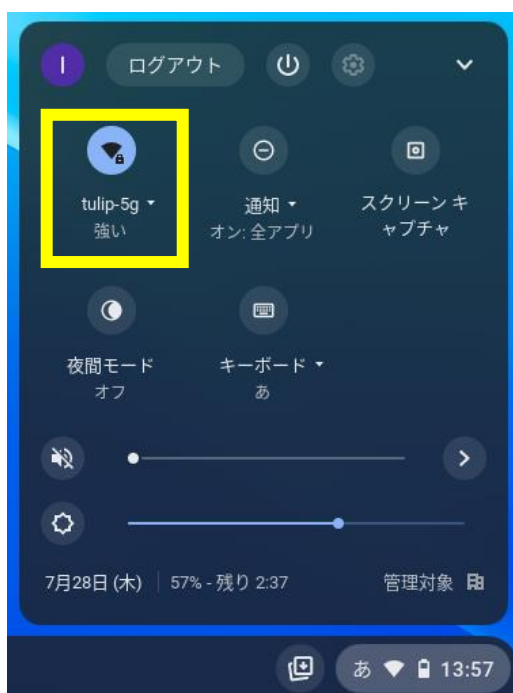 I ログアウト
tulip-5g
強い
通知
オン: 全アプリ
スクリーン キ
ャプチャ
夜間モード
オフ
キーボード
あ
7月28日 (木) 57% - 残り 2:37 管理対象
あ 13:57